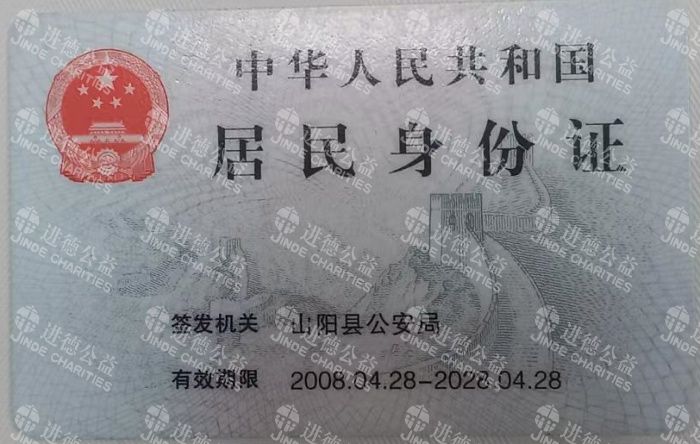 中华人民共和国
居民身份证
签发机关 山阳县公安局
有效期限 2008.04.28-2028.04.28
进德公益
JINDE CHARITIES